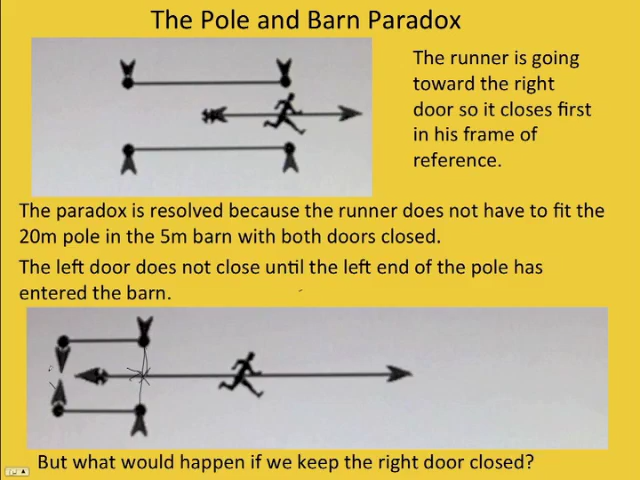 The Pole and Barn Paradox
The runner is going
toward the right
door so it closes first
in his frame of
reference.
The paradox is resolved because the runner does not have to fit the
20m pole in the 5m barn with both doors closed.
The left door does not close until the left end of the pole has
entered the barn.
But what would happen if we keep the right door closed?